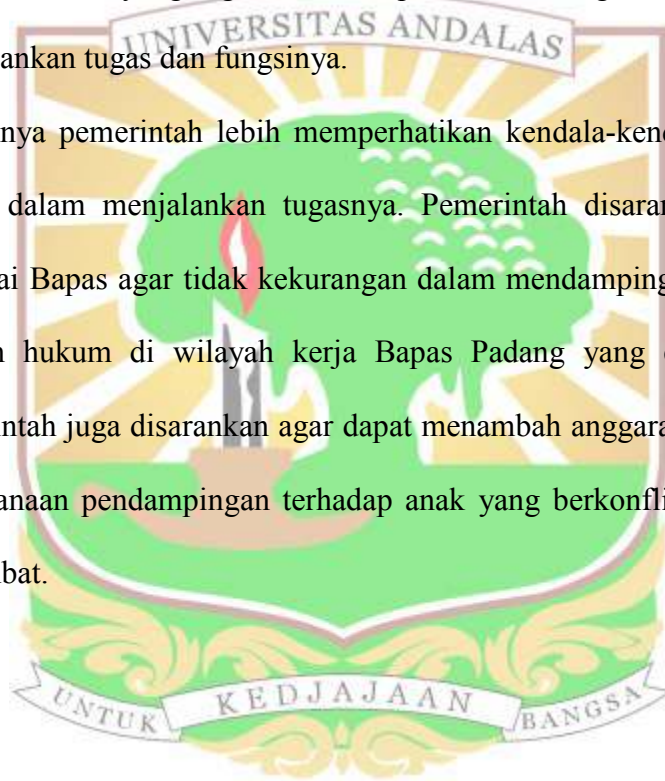 UNIVERSITAS ANDALAS
ankan tugas dan fungsinya.
nya pemerintah lebih memperhatikan kendala-kend
dalam menjalankan tugasnya. Pemerintah disaran
ai Bapas agar tidak kekurangan dalam mendamping
hukum di wilayah kerja Bapas Padang yang
ntah juga disarankan agar dapat menambah anggara
anaan pendampingan terhadap anak yang berkonfli
bat.
UNTUK KEDJAJAAN BANGSA